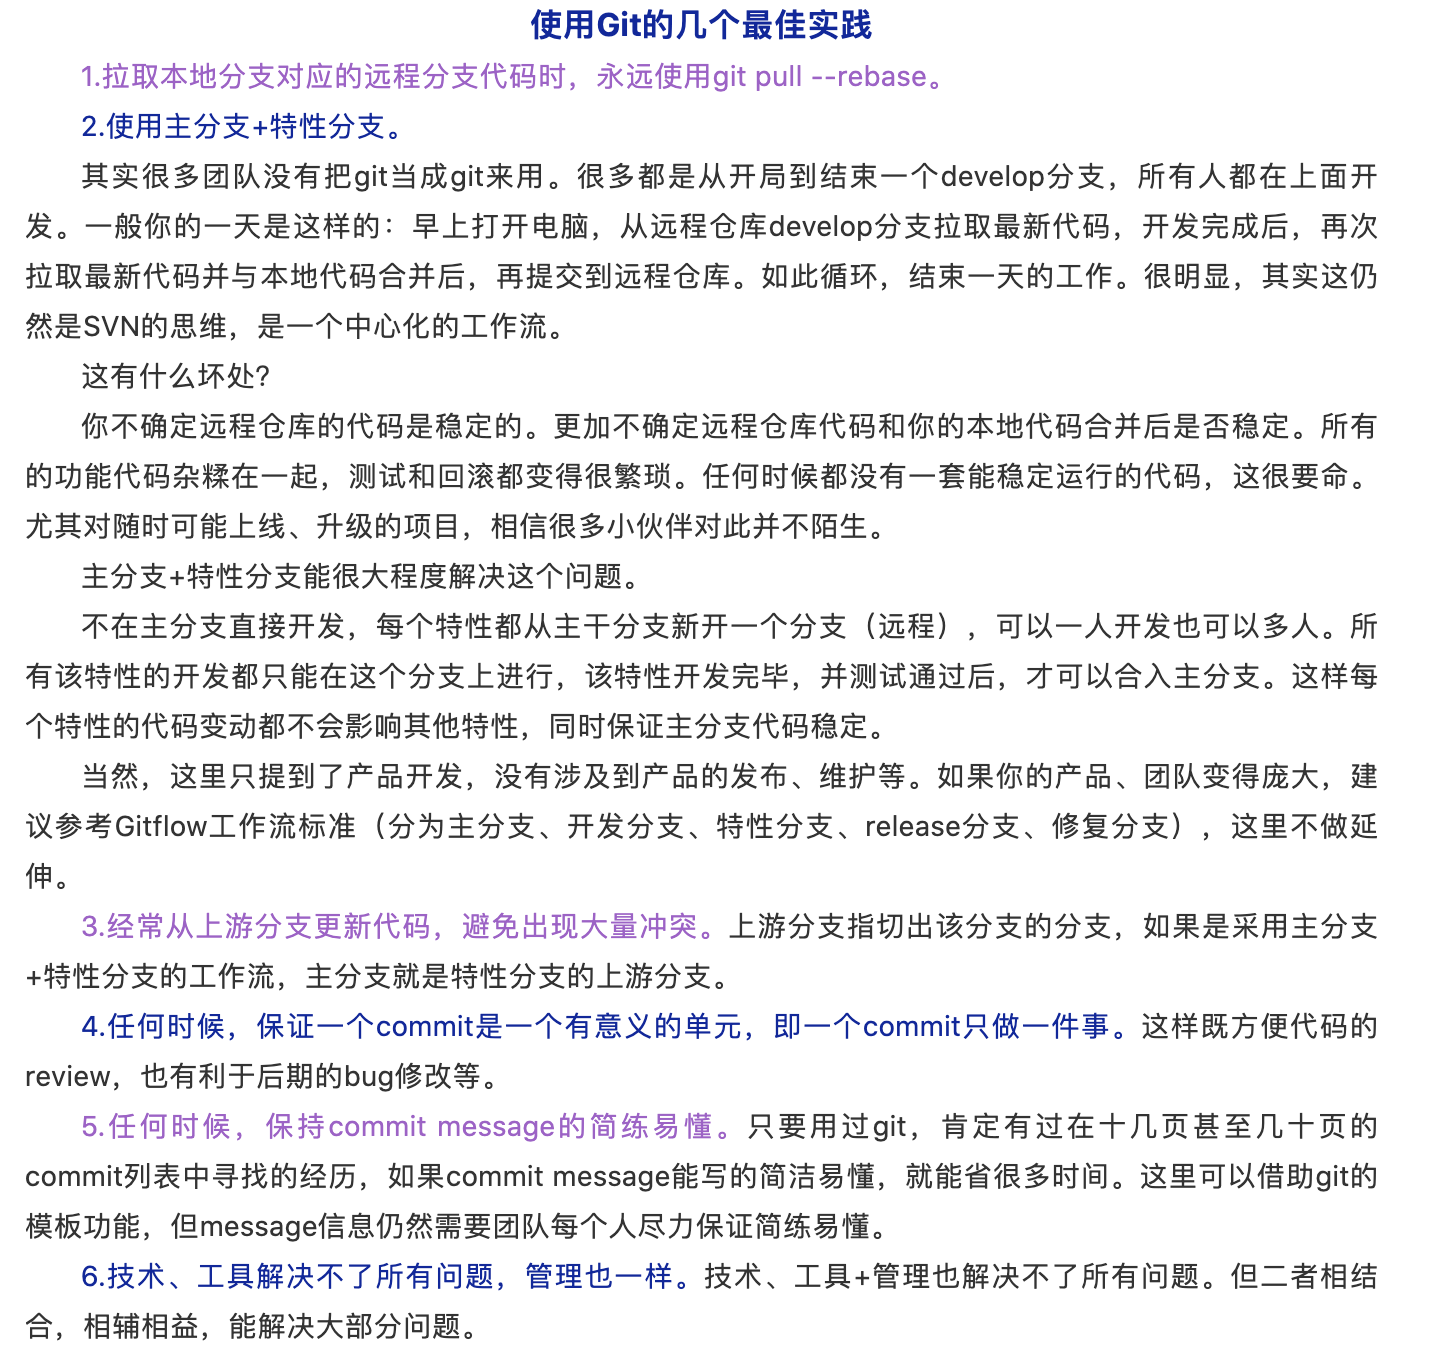 使用Git的几个最佳实践
1.拉取本地分支对应的远程分支代码时，永远使用git pull --rebase。
2.使用主分支+特性分支。
其实很多团队没有把git当成git来用。很多都是从开局到结束一个develop分支，所有人都在上面开
发。一般你的一天是这样的：早上打开电脑，从远程仓库develop分支拉取最新代码，开发完成后，再次
拉取最新代码并与本地代码合并后，再提交到远程仓库。如此循环，结束一天的工作。很明显，其实这仍
然是SVN的思维，是一个中心化的工作流。
这有什么坏处?
你不确定远程仓库的代码是稳定的。更加不确定远程仓库代码和你的本地代码合并后是否稳定。所有
的功能代码杂糅在一起，测试和回滚都变得很繁琐。任何时候都没有一套能稳定运行的代码，这很要命。
尤其对随时可能上线、升级的项目，相信很多小伙伴对此并不陌生。
主分支+特性分支能很大程度解决这个问题。
不在主分支直接开发，每个特性都从主干分支新开一个分支（远程），可以一人开发也可以多人。所
有该特性的开发都只能在这个分支上进行，该特性开发完毕，并测试通过后，才可以合入主分支。这样每
个特性的代码变动都不会影响其他特性，同时保证主分支代码稳定。
当然，这里只提到了产品开发，没有涉及到产品的发布、维护等。如果你的产品、团队变得庞大，建
议参考Gitflow工作流标准（分为主分支、开发分支、特性分支、release分支、修复分支），这里不做延
伸。
3.经常从上游分支更新代码，避免出现大量冲突。上游分支指切出该分支的分支，如果是采用主分支
+特性分支的工作流，主分支就是特性分支的上游分支。
4.任何时候，保证一个commit是一个有意义的单元，即一个commit只做一件事。这样既方便代码的
review，也有利于后期的bug修改等。
5.任何时候，保持commit message的简练易懂。只要用过git，肯定有过在十几页甚至几十页的
commit列表中寻找的经历，如果commit message能写的简洁易懂，就能省很多时间。这里可以借助git的
模板功能，但message信息仍然需要团队每个人尽力保证简练易懂。
6.技术、工具解决不了所有问题，管理也一样。技术、工具+管理也解决不了所有问题。但二者相结
合，相辅相益，能解决大部分问题。